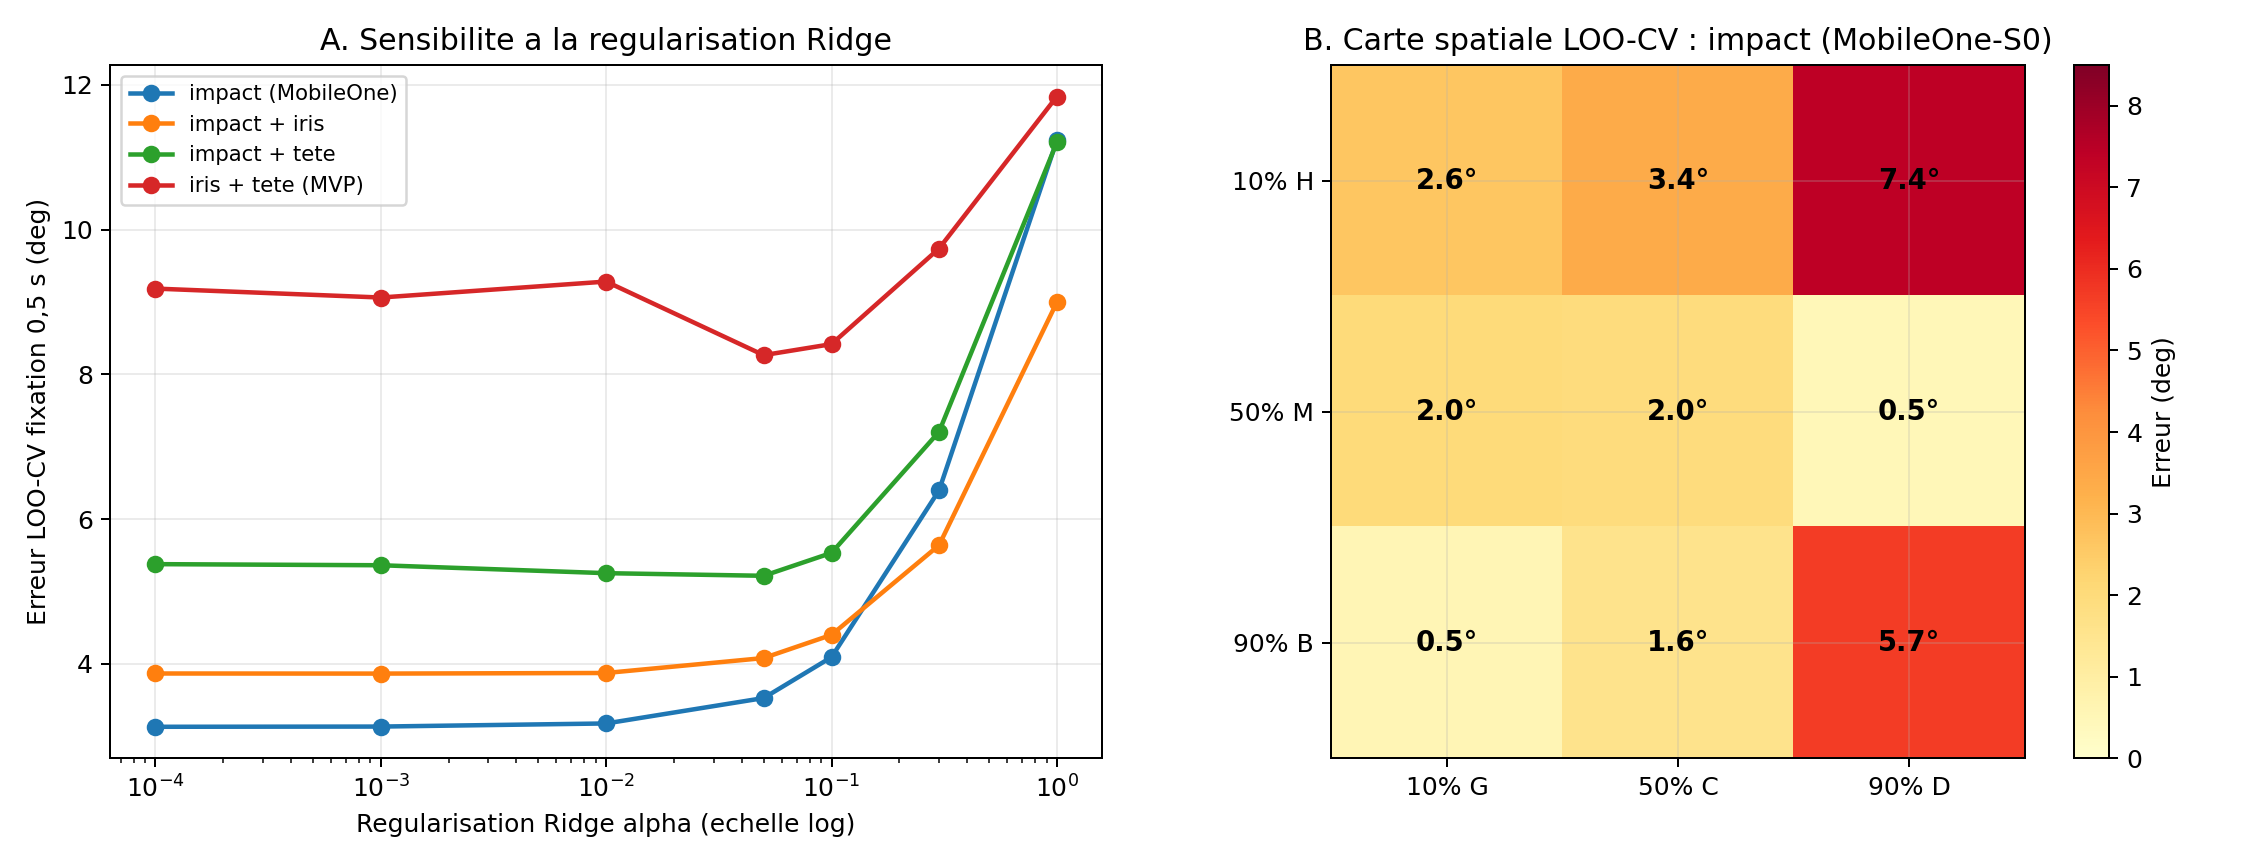 A. Sensibilite a la regularisation Ridge
12
10
8
6
4
Erreur LOO-CV fixation 0,5 s (deg)
impact (MobileOne)
impact + iris
impact + tete
iris + tete (MVP)
10⁻⁴ 10⁻³ 10⁻² 10⁻¹ 10⁰
Regularisation Ridge alpha (echelle log)
B. Carte spatiale LOO-CV : impact (MobileOne-S0)
10% H 2.6° 3.4° 7.4°
50% M 2.0° 2.0° 0.5°
90% B 0.5° 1.6° 5.7°
10% G 50% C 90% D
8
7
6
5
4
3
2
1
0
Erreur (deg)